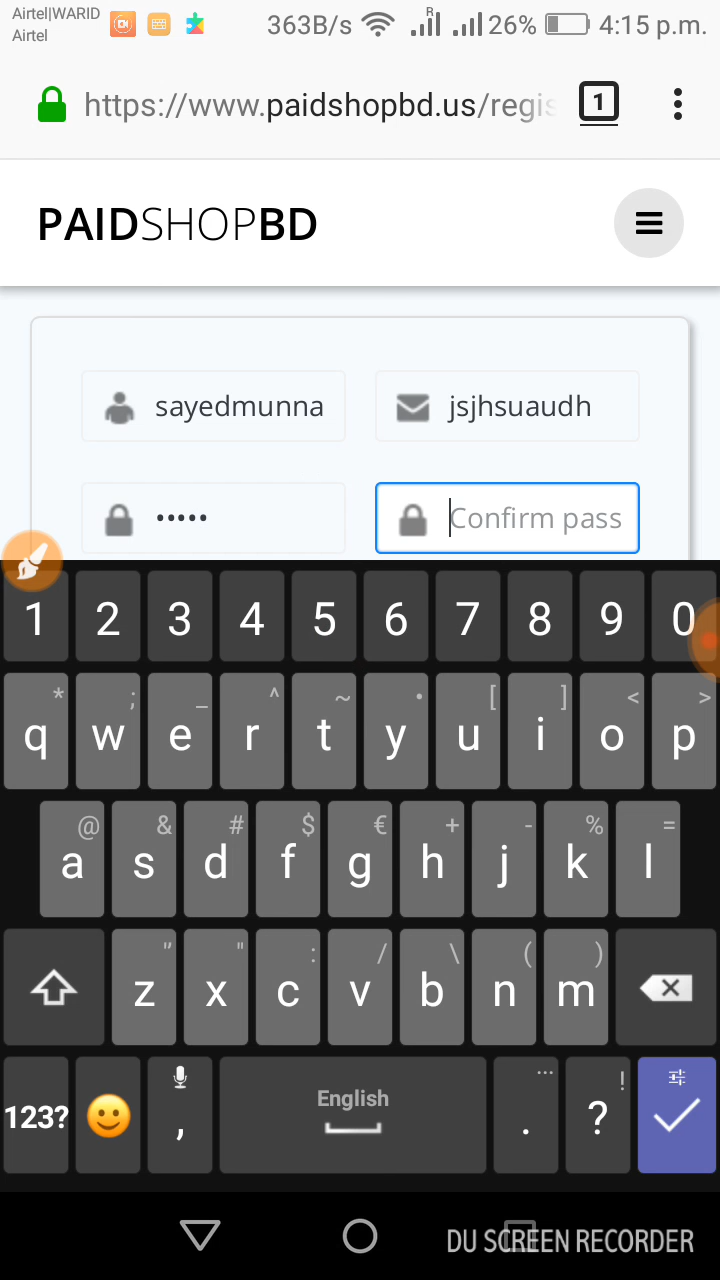 Airtel|WARID
Airtel
363B/s R 26% 4:15 p.m.
https://www.paidshopbd.us/regis 1
PAIDSHOPBD
sayedmunna jsjhsuaudh
••••• Confirm pass
1 2 3 4 5 6 7 8 9 0
* ; _ ^ ~ • [ ] < >
q w e r t y u i o p
@ & # $ € + - % =
a s d f g h j k l
" " : / \ ( )
z x c v b n m
123? , English ... . ! ?
DU SCREEN RECORDER